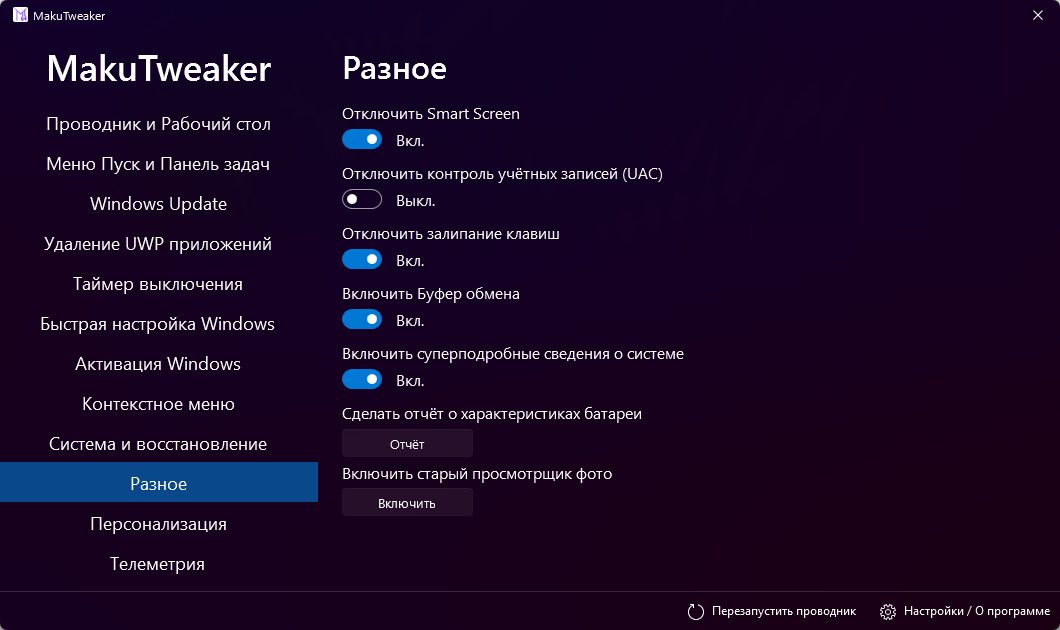 MakuTweaker
MakuTweaker
Проводник и Рабочий стол
Меню Пуск и Панель задач
Windows Update
Удаление UWP приложений
Таймер выключения
Быстрая настройка Windows
Активация Windows
Контекстное меню
Система и восстановление
Разное
Персонализация
Телеметрия
Разное
Отключить Smart Screen
Вкл.
Отключить контроль учётных записей (UAC)
Выкл.
Отключить залипание клавиш
Вкл.
Включить Буфер обмена
Вкл.
Включить суперподробные сведения о системе
Вкл.
Сделать отчёт о характеристиках батареи
Отчёт
Включить старый просмотрщик фото
Включить
Перезапустить проводник
Настройки / О программе